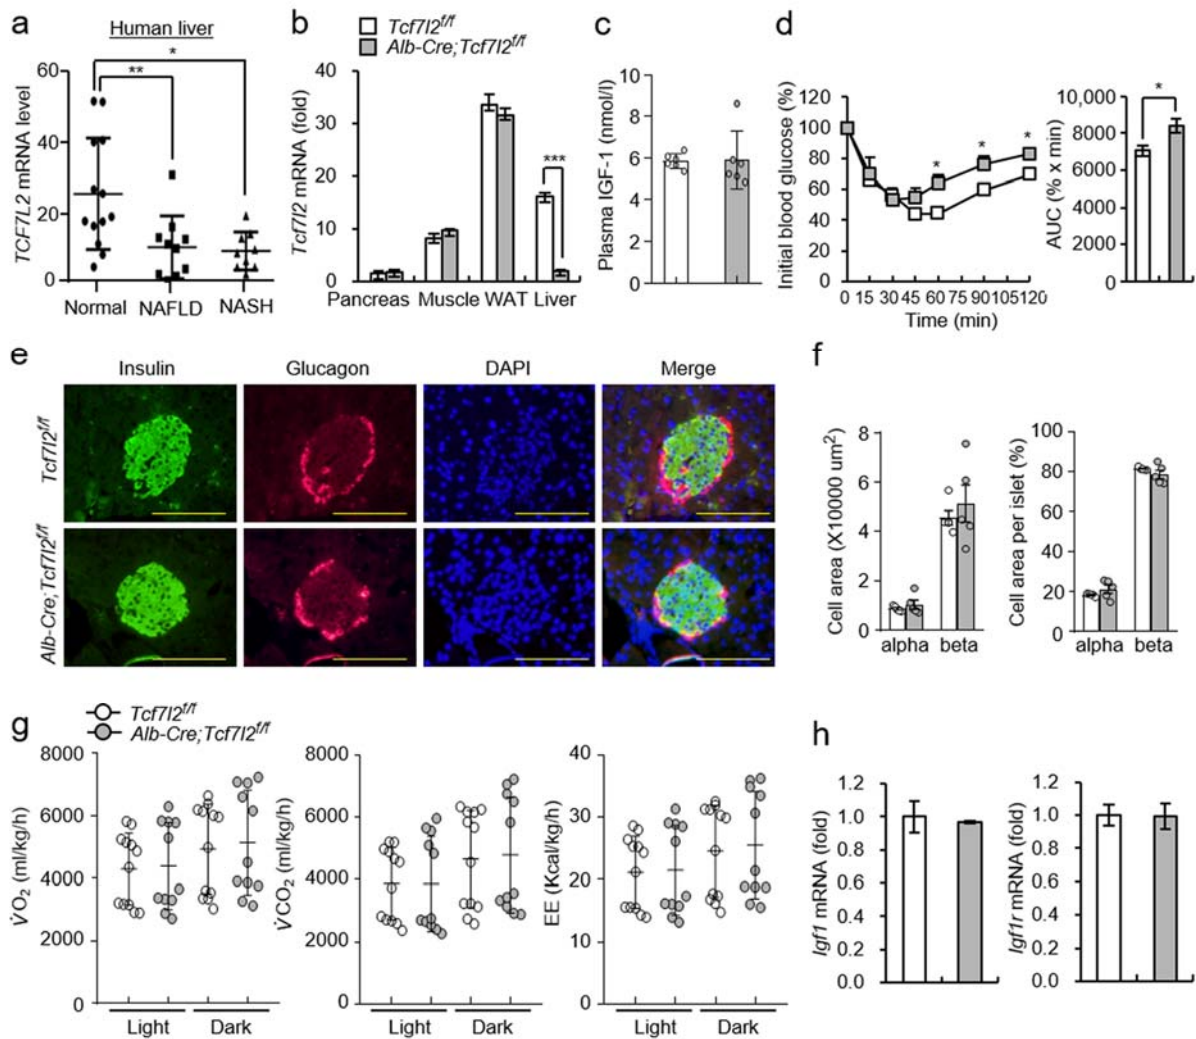 a
Human liver
*
**
TCF7L2 mRNA level
60
40
20
0
Normal NAFLD NASH
b
Tcf7l2f/f
Alb-Cre;Tcf7l2f/f
Tcf7l2 mRNA (fold)
40
30
20
10
0
***
Pancreas Muscle WAT Liver
c
Plasma IGF-1 (nmol/l)
10
8
6
4
2
0
d
Initial blood glucose (%)
120
100
80
60
40
20
0
* * *
0 15 30 45 60 75 90 105 120
Time (min)
AUC (% x min)
10,000
8000
6000
4000
2000
0
*
e
Insulin Glucagon DAPI Merge
Tcf7l2f/f
Alb-Cre;Tcf7l2f/f
f
Cell area (X10000 um2)
8
6
4
2
0
alpha beta
Cell area per islet (%)
100
80
60
40
20
0
alpha beta
g
Tcf7l2f/f
Alb-Cre;Tcf7l2f/f
V̇O2 (ml/kg/h)
8000
6000
4000
2000
0
Light Dark
V̇CO2 (ml/kg/h)
8000
6000
4000
2000
0
Light Dark
EE (Kcal/kg/h)
40
30
20
10
0
Light Dark
h
Igf1 mRNA (fold)
1.2
1.0
0.8
0.6
0.4
0.2
0.0
Igf1r mRNA (fold)
1.2
1.0
0.8
0.6
0.4
0.2
0.0